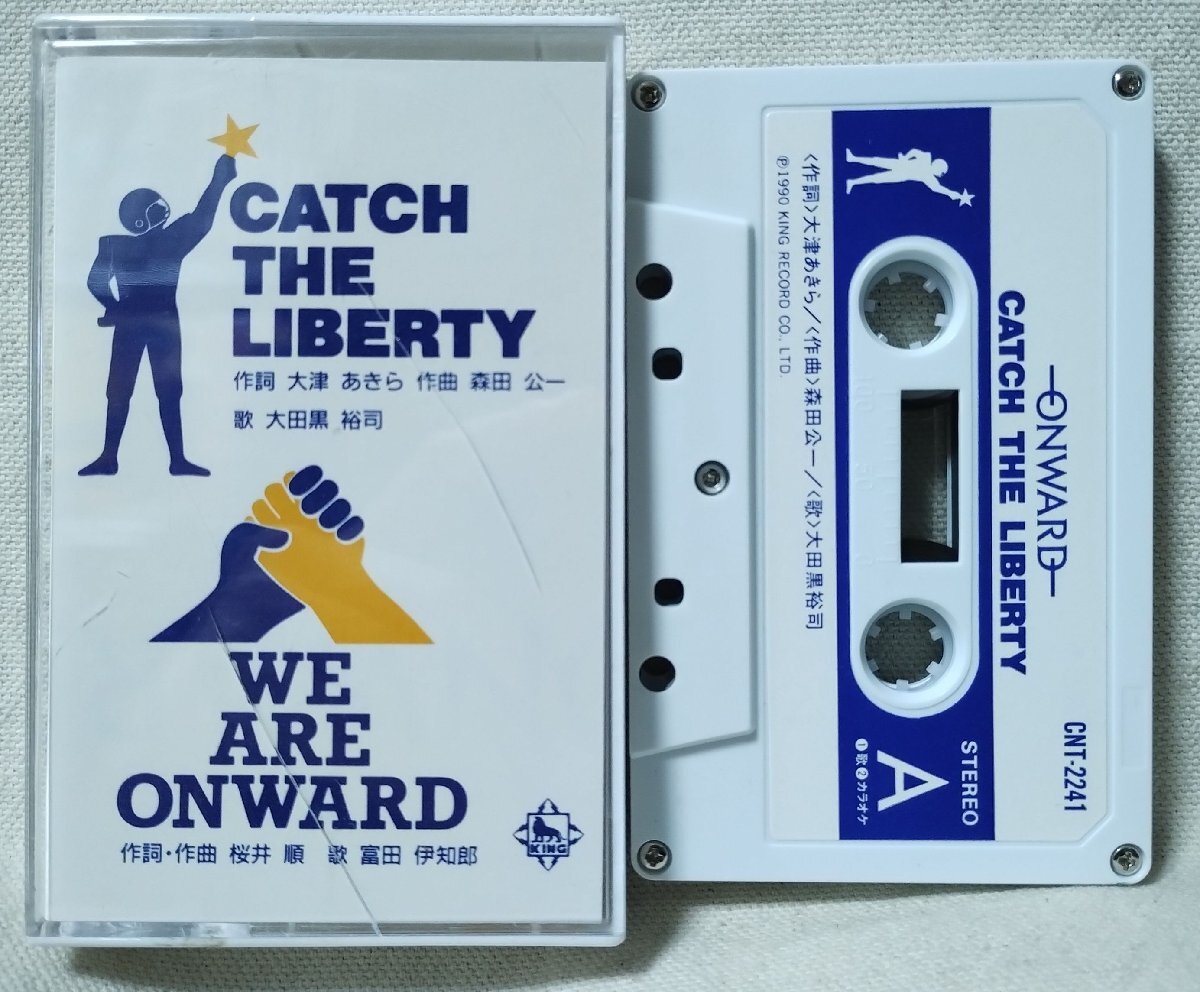 CATCH
THE
LIBERTY
作詞 大津 あきら 作曲 森田 公一
歌 大田黒 裕司
WE
ARE
ONWARD
作詞・作曲 桜井 順 歌 富田 伊知郎
KING
ONWARD
CATCH THE LIBERTY
CNT-2241
STEREO
A
❶歌❷カラオケ
〈作詞〉大津あきら/〈作曲〉森田公一/〈歌〉大田黒裕司
℗1990 KING RECORD CO., LTD.
100 50 0